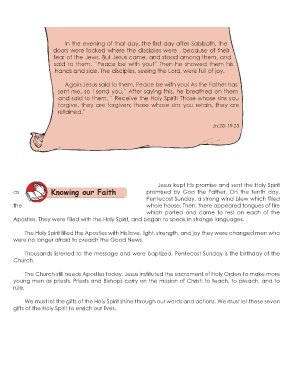 In the evening of that day, the first day after Sabbath, the
doors were locked where the disciples were , because of their
fear of the Jews. But Jesus came, and stood among them, and
said to them, "Peace be with you!" Then he showed them his
hands and side. The disciples, seeing the Lord, were full of joy.
Again Jesus said to them, Peace be with you! As the Father has
sent me, so I send you." After saying this, he breathed on them
and said to them, " Receive the Holy Spirit! Those whose sins you
forgive, they are forgiven; those whose sins you retain, they are
retained."
Jn.20: 19-23
Jesus kept His promise and sent the Holy Spirit
as Knowing our Faith promised by God the Father. On the tenth day,
Pentecost Sunday, a strong wind blew which filled
the whole house. Then, there appeared tongues of fire
which parted and came to rest on each of the
Apostles. They were filled with the Holy Spirit, and began to speak in strange languages.
The Holy Spirit filled the Apostles with His love, light, strength, and joy they were changed men who
were no longer afraid to preach the Good News.
Thousands listened to the message and were baptized. Pentecost Sunday is the birthday of the
Church.
The Church still needs Apostles today. Jesus instituted the sacrament of Holy Orders to make more
young men as priests. Priests and Bishops carry on the mission of Christ: to teach, to preach, and to
rule.
We must let the gifts of the Holy Spirit shine through our words and actions. We must let these seven
gifts of the Holy Spirit to enrich our lives.